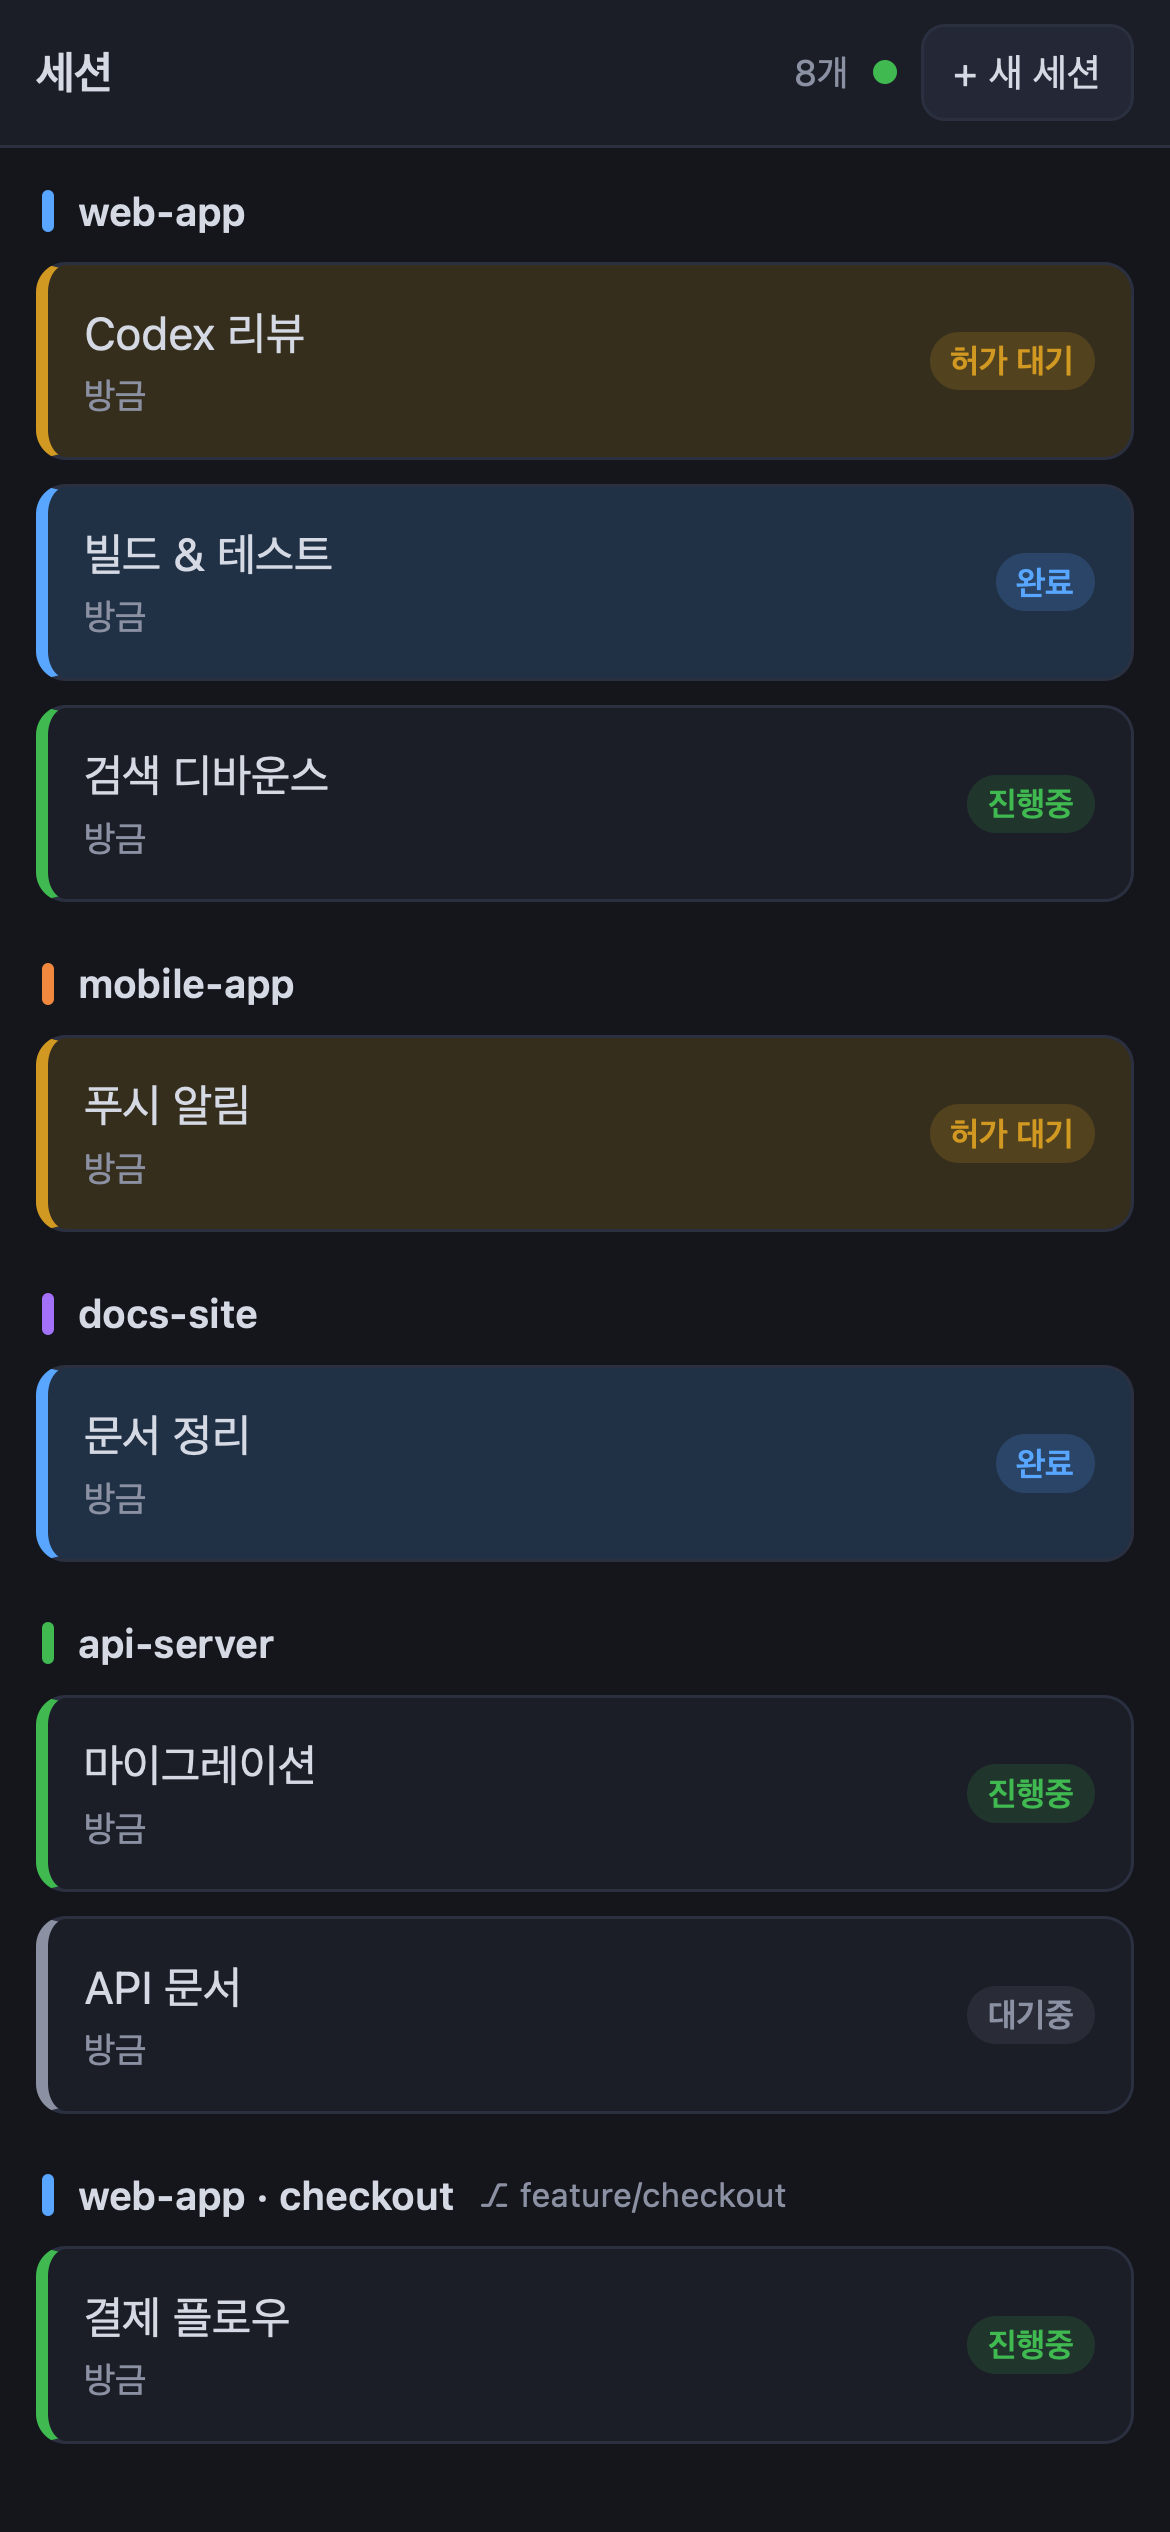 세션
8개
+ 새 세션
web-app
Codex 리뷰
방금
허가 대기
빌드 & 테스트
방금
완료
검색 디바운스
방금
진행중
mobile-app
푸시 알림
방금
허가 대기
docs-site
문서 정리
방금
완료
api-server
마이그레이션
방금
진행중
API 문서
방금
대기중
web-app · checkout ⌥ feature/checkout
결제 플로우
방금
진행중